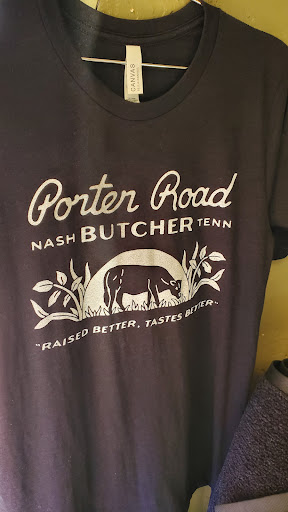 CANVAS
Porter Road
NASH BUTCHER TENN
"RAISED BETTER, TASTES BETTER"